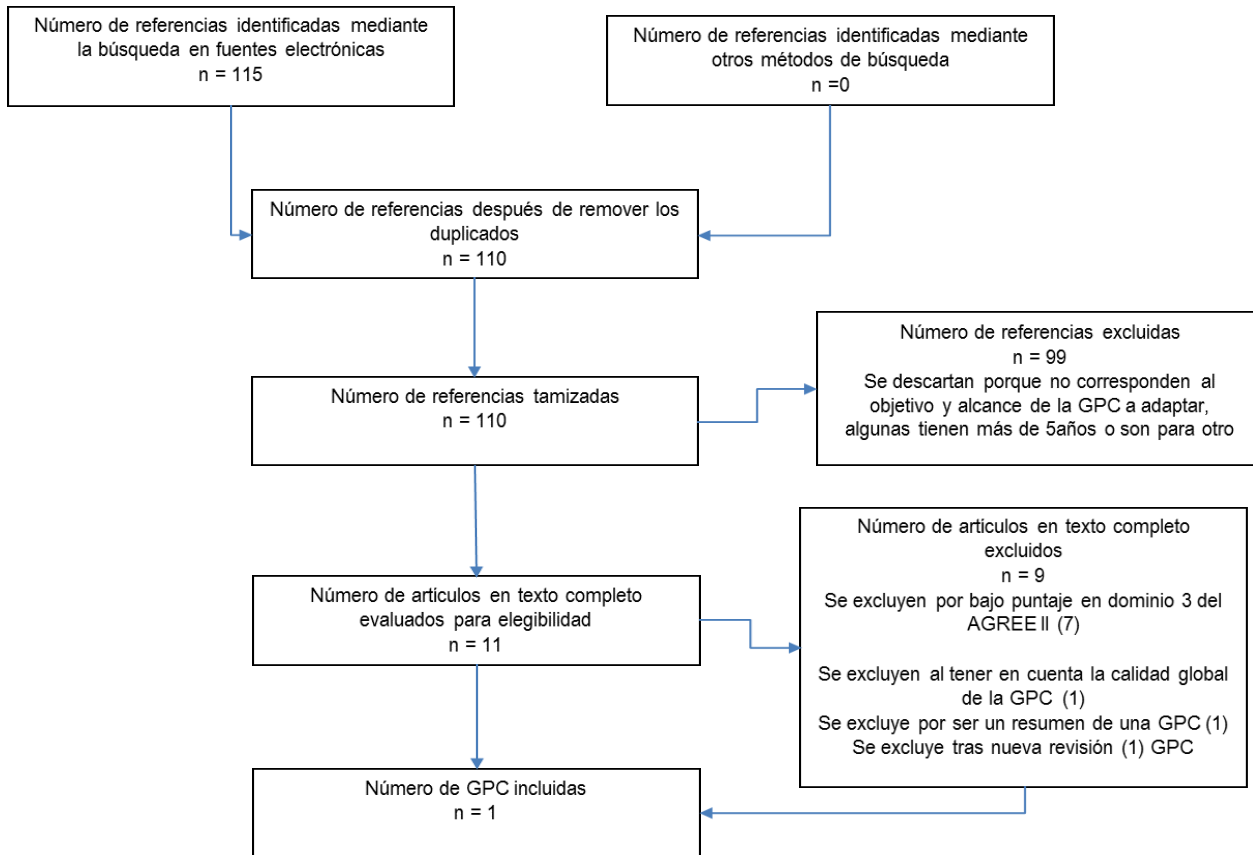 Número de referencias identificadas mediante
la búsqueda en fuentes electrónicas
n = 115
Número de referencias identificadas mediante
otros métodos de búsqueda
n =0
Número de referencias después de remover los
duplicados
n = 110
Número de referencias tamizadas
n = 110
Número de referencias excluidas
n = 99
Se descartan porque no corresponden al
objetivo y alcance de la GPC a adaptar,
algunas tienen más de 5años o son para otro
Número de articulos en texto completo
evaluados para elegibilidad
n = 11
Número de articulos en texto completo
excluidos
n = 9
Se excluyen por bajo puntaje en dominio 3 del
AGREE II (7)
Se excluyen al tener en cuenta la calidad global
de la GPC (1)
Se excluye por ser un resumen de una GPC (1)
Se excluye tras nueva revisión (1) GPC
Número de GPC incluidas
n = 1